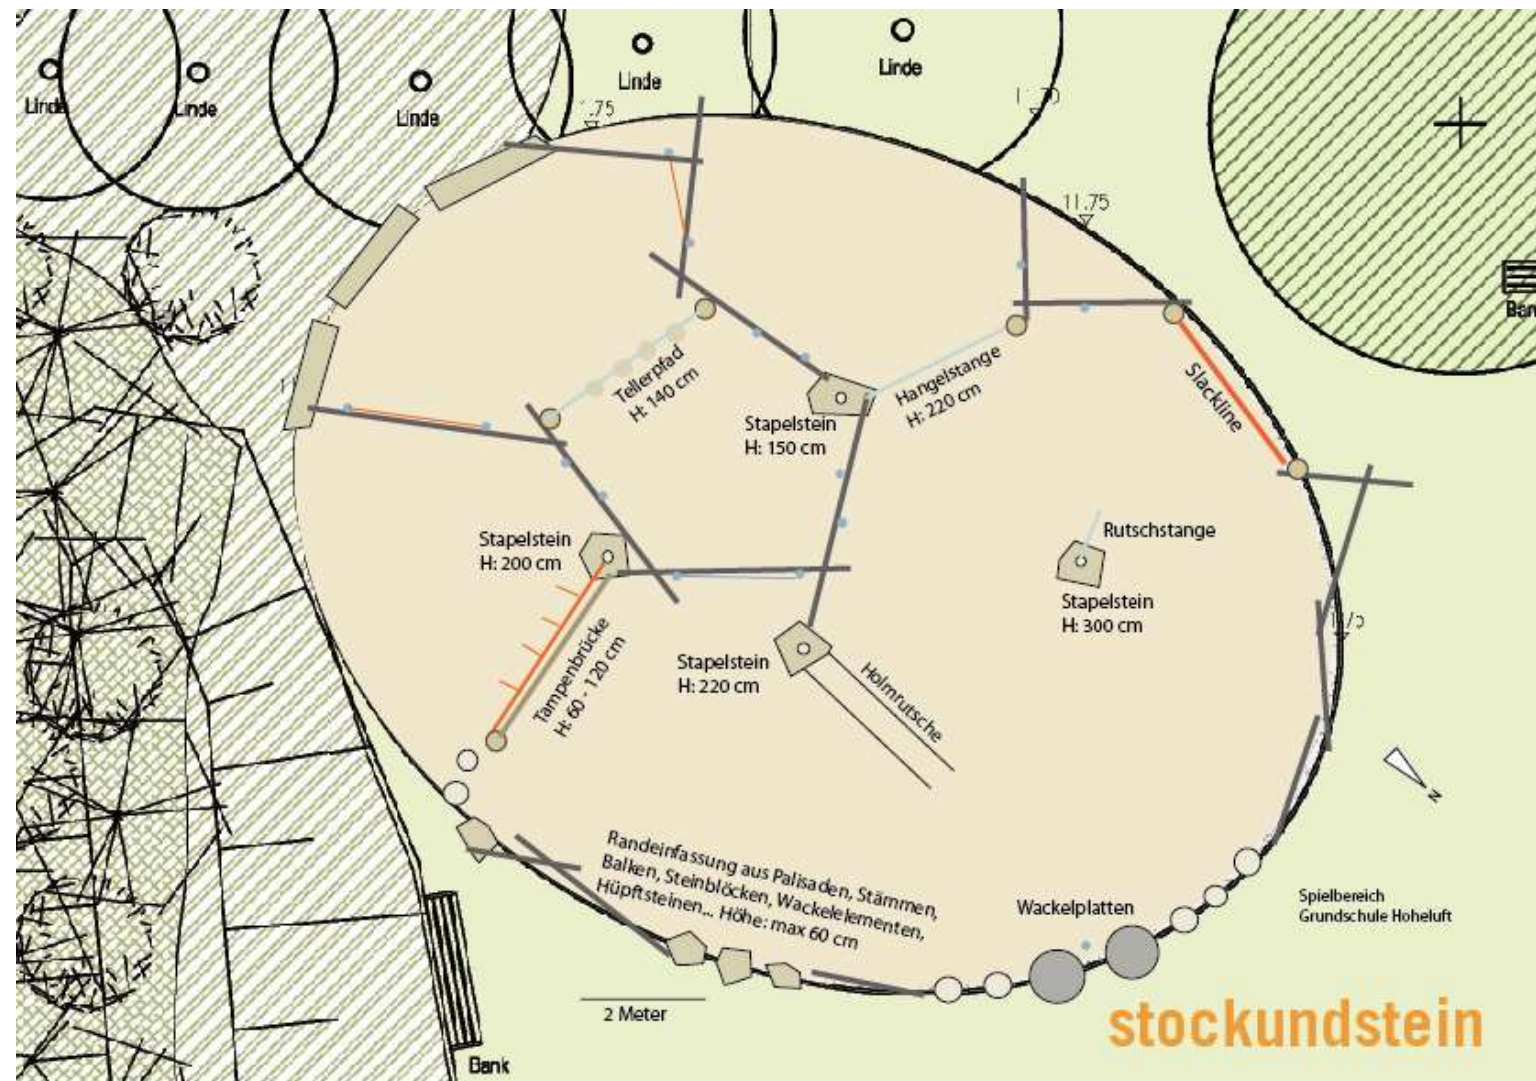 Linde
Linde
Linde
Linde
Linde
11.75
Bank
Tellerpfad
H: 140 cm
Hangelstange
H: 220 cm
Slackline
Stapelstein
H: 150 cm
Stapelstein
H: 200 cm
Rutschstange
Stapelstein
H: 300 cm
Tampenbrücke
H: 60 - 120 cm
Stapelstein
H: 220 cm
Holmrutsche
N
Randeinfassung aus Palisaden, Stämmen,
Balken, Steinblöcken, Wackelelementen,
Hüpftsteinen... Höhe: max 60 cm
Wackelplatten
Spielbereich
Grundschule Hoheluft
2 Meter
stockundstein